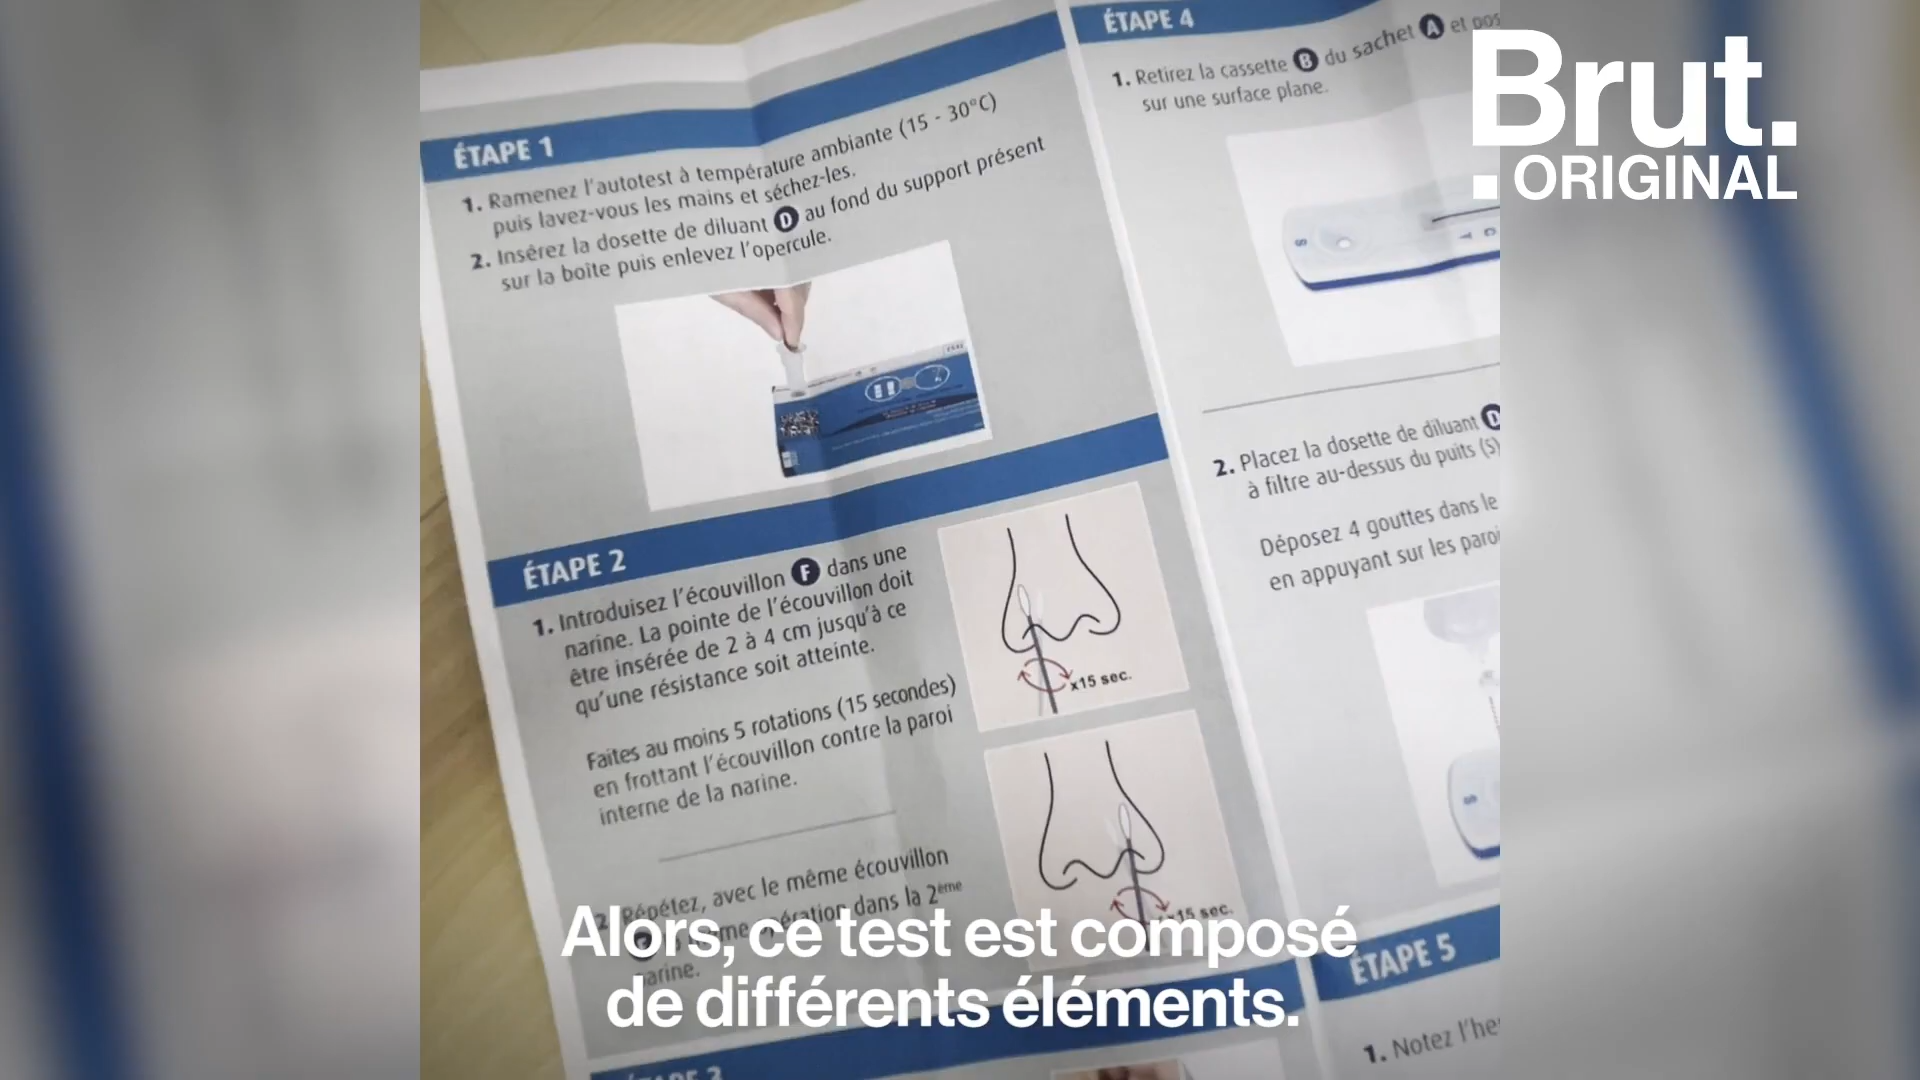 ÉTAPE 1
1. Ramenez l'autotest à température ambiante (15 - 30°C)
puis lavez-vous les mains et séchez-les.
2. Insérez la dosette de diluant D au fond du support présent
sur la boîte puis enlevez l'opercule.
ÉTAPE 2
1. Introduisez l'écouvillon F dans une
narine. La pointe de l'écouvillon doit
être insérée de 2 à 4 cm jusqu'à ce
qu'une résistance soit atteinte.
Faites au moins 5 rotations (15 secondes)
en frottant l'écouvillon contre la paroi
interne de la narine.
x15 sec.
Répétez, avec le même écouvillon
dans la 2ème
narine.
x15 sec.
ÉTAPE 3
ÉTAPE 4
1. Retirez la cassette B du sachet A et
sur une surface plane.
S
T C
2. Placez la dosette de diluant D
à filtre au-dessus du puits (S)
Déposez 4 gouttes dans le
en appuyant sur les
S
ÉTAPE 5
1. Notez
Brut.
ORIGINAL
Alors, ce test est composé
de différents éléments.